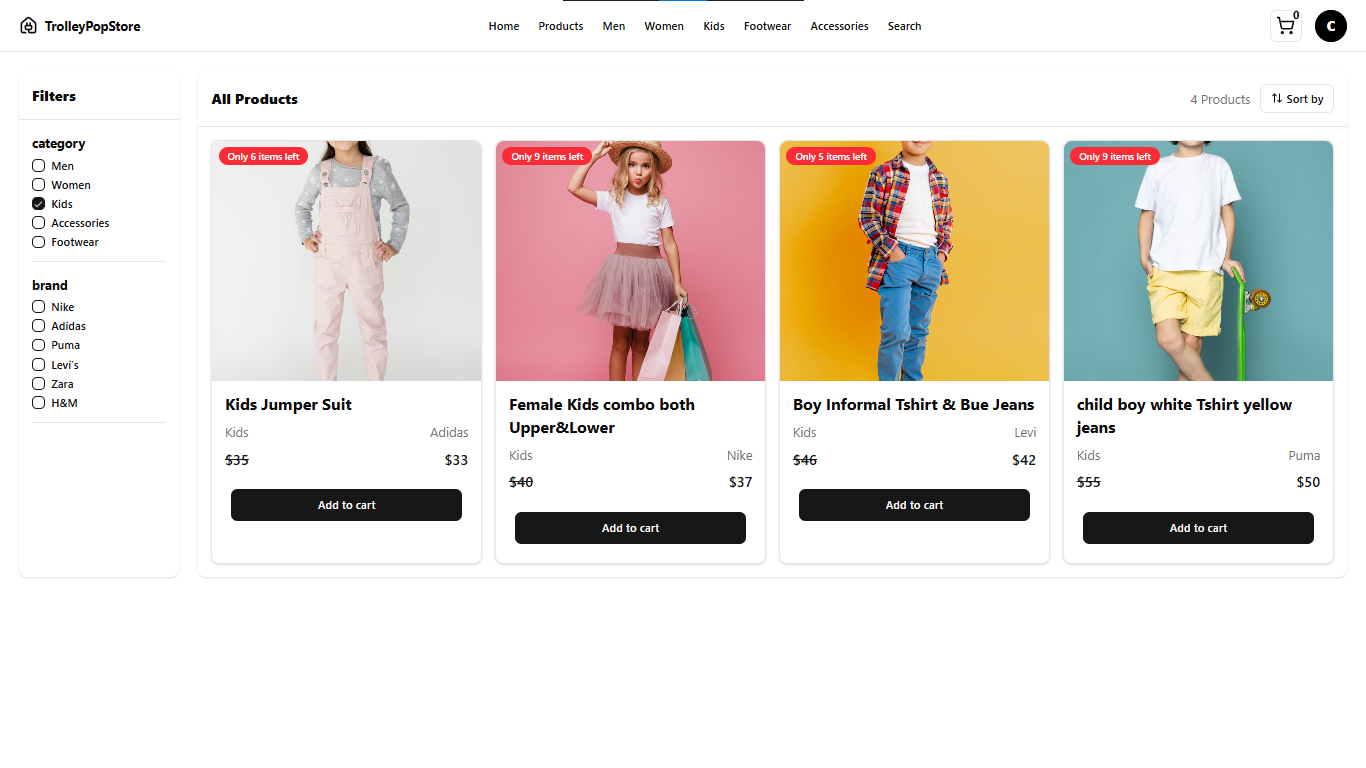 TrolleyPopStore
Home Products Men Women Kids Footwear Accessories Search
0
C
Filters
category
Men
Women
Kids
Accessories
Footwear
brand
Nike
Adidas
Puma
Levi's
Zara
H&M
All Products
4 Products
Sort by
Only 6 items left
Kids Jumper Suit
Kids Adidas
$35 $33
Add to cart
Only 9 items left
Female Kids combo both
Upper&Lower
Kids Nike
$40 $37
Add to cart
Only 5 items left
Boy Informal Tshirt & Bue Jeans
Kids Levi
$46 $42
Add to cart
Only 9 items left
child boy white Tshirt yellow
jeans
Kids Puma
$55 $50
Add to cart